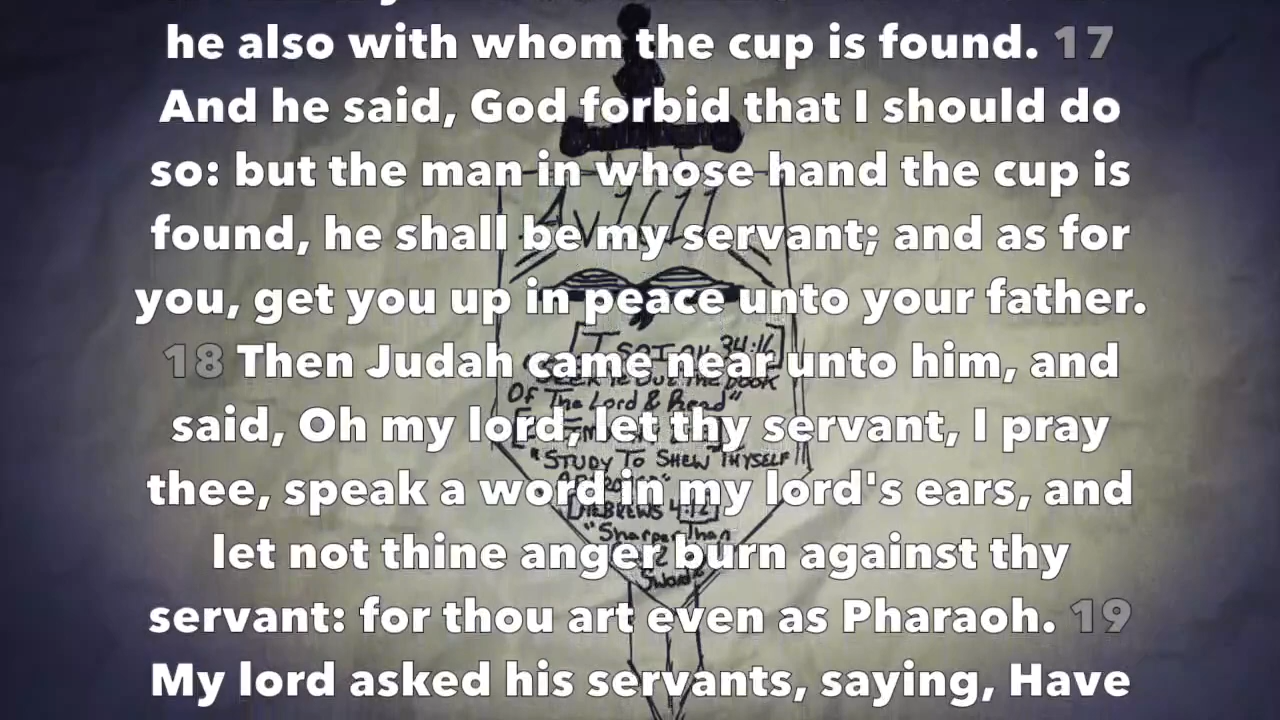 he also with whom the cup is found. 17
And he said, God forbid that I should do
so: but the man in whose hand the cup is
found, he shall be my servant; and as for
you, get you up in peace unto your father.
18 Then Judah came near unto him, and
said, Oh my lord, let thy servant, I pray
thee, speak a word in my lord's ears, and
let not thine anger burn against thy
servant: for thou art even as Pharaoh. 19
My lord asked his servants, saying, Have
Av1611
[Isaiah 34:16]
Of The Lord & Read"
"STUDY To SHEW THYSELF
[HEBREWS 4:12]
"Sharper Than
Sword"